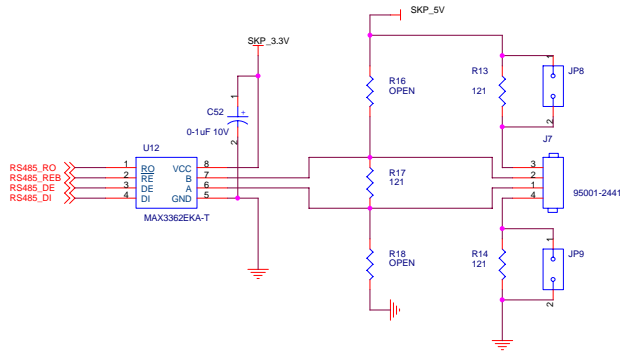 SKP_5V
SKP_3.3V
R16
OPEN
R13
121
1
2
JP8
C52
1
+
2
0-1uF 10V
J7
U12
RS485_RO
RS485_REB
RS485_DE
RS485_DI
1
2
3
4
RO
RE
DE
DI
VCC
B
A
GND
8
7
6
5
MAX3362EKA-T
R17
121
3
2
1
4
95001-2441
R18
OPEN
R14
121
1
2
JP9